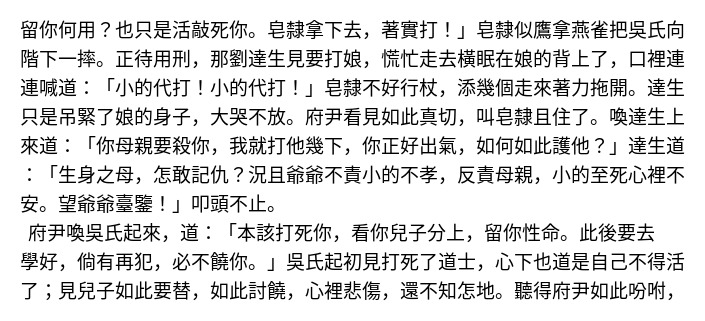 留你何用？也只是活敲死你。皂隸拿下去，著實打！」皂隸似鷹拿燕雀把吳氏向
階下一摔。正待用刑，那劉達生見要打娘，慌忙走去橫眠在娘的背上了，口裡連
連喊道：「小的代打！小的代打！」皂隸不好行杖，添幾個走來著力拖開。達生
只是吊緊了娘的身子，大哭不放。府尹看見如此真切，叫皂隸且住了。喚達生上
來道：「你母親要殺你，我就打他幾下，你正好出氣，如何如此護他？」達生道
：「生身之母，怎敢記仇？況且爺爺不責小的不孝，反責母親，小的至死心裡不
安。望爺爺臺鑒！」叩頭不止。
府尹喚吳氏起來，道：「本該打死你，看你兒子分上，留你性命。此後要去
學好，倘有再犯，必不饒你。」吳氏起初見打死了道士，心下也道是自己不得活
了；見兒子如此要替，如此討饒，心裡悲傷，還不知怎地。聽得府尹如此吩咐，